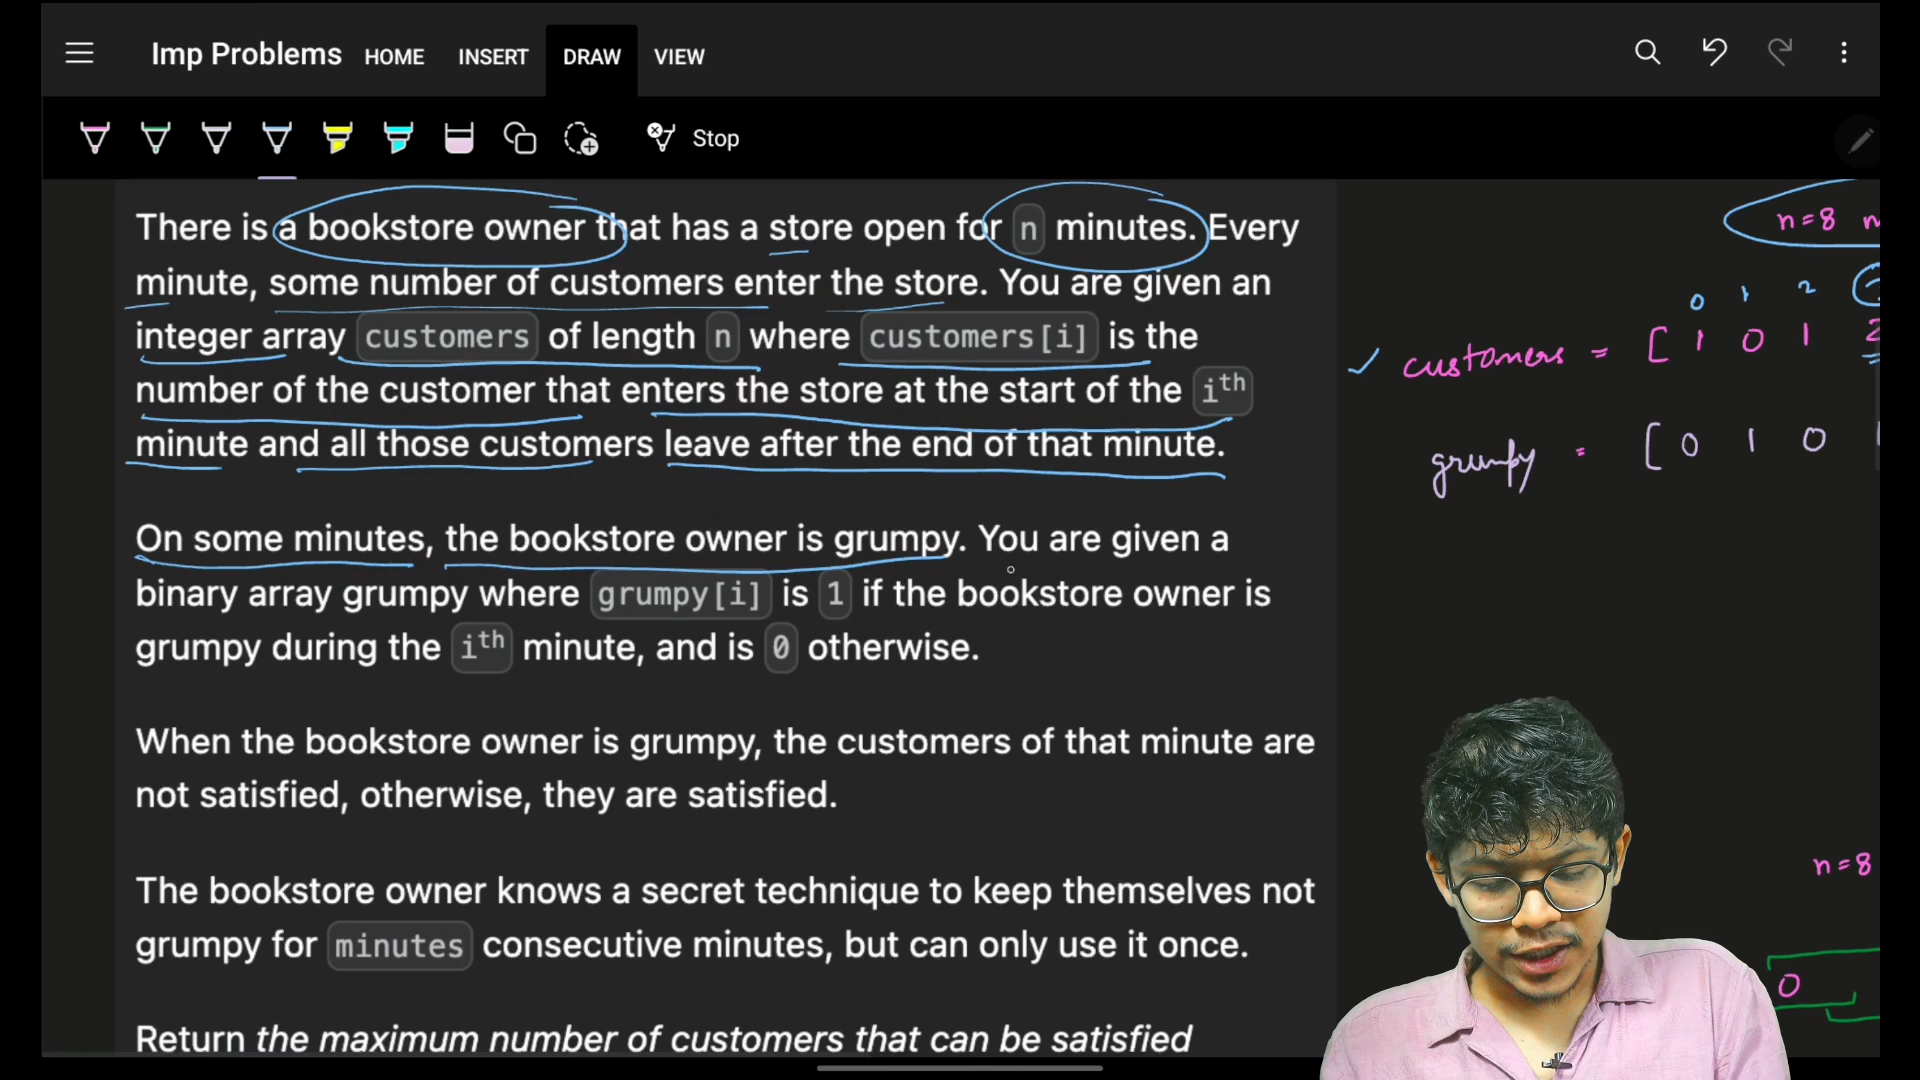 Imp Problems HOME INSERT DRAW VIEW
Stop
There is a bookstore owner that has a store open for n minutes. Every
minute, some number of customers enter the store. You are given an
integer array customers of length n where customers[i] is the
number of the customer that enters the store at the start of the ith
minute and all those customers leave after the end of that minute.
On some minutes, the bookstore owner is grumpy. You are given a
binary array grumpy where grumpy[i] is 1 if the bookstore owner is
grumpy during the ith minute, and is 0 otherwise.
When the bookstore owner is grumpy, the customers of that minute are
not satisfied, otherwise, they are satisfied.
The bookstore owner knows a secret technique to keep themselves not
grumpy for minutes consecutive minutes, but can only use it once.
Return the maximum number of customers that can be satisfied
n=8 m
0 1 2
customers = [ 1 0 1 2
grumpy = [ 0 1 0
n=8
0